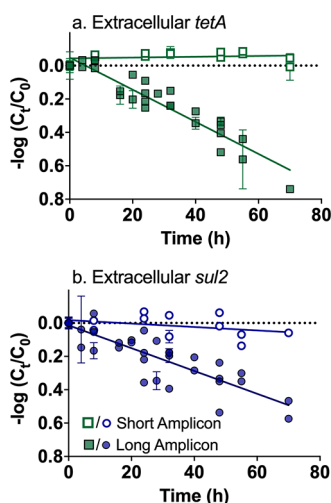 a. Extracellular tetA
-log (Cₜ/C₀)
0.0
0.2
0.4
0.6
0.8
0 20 40 60 80
Time (h)
b. Extracellular sul2
-log (Cₜ/C₀)
0.0
0.2
0.4
0.6
0.8
/ Short Amplicon
/ Long Amplicon
0 20 40 60 80
Time (h)